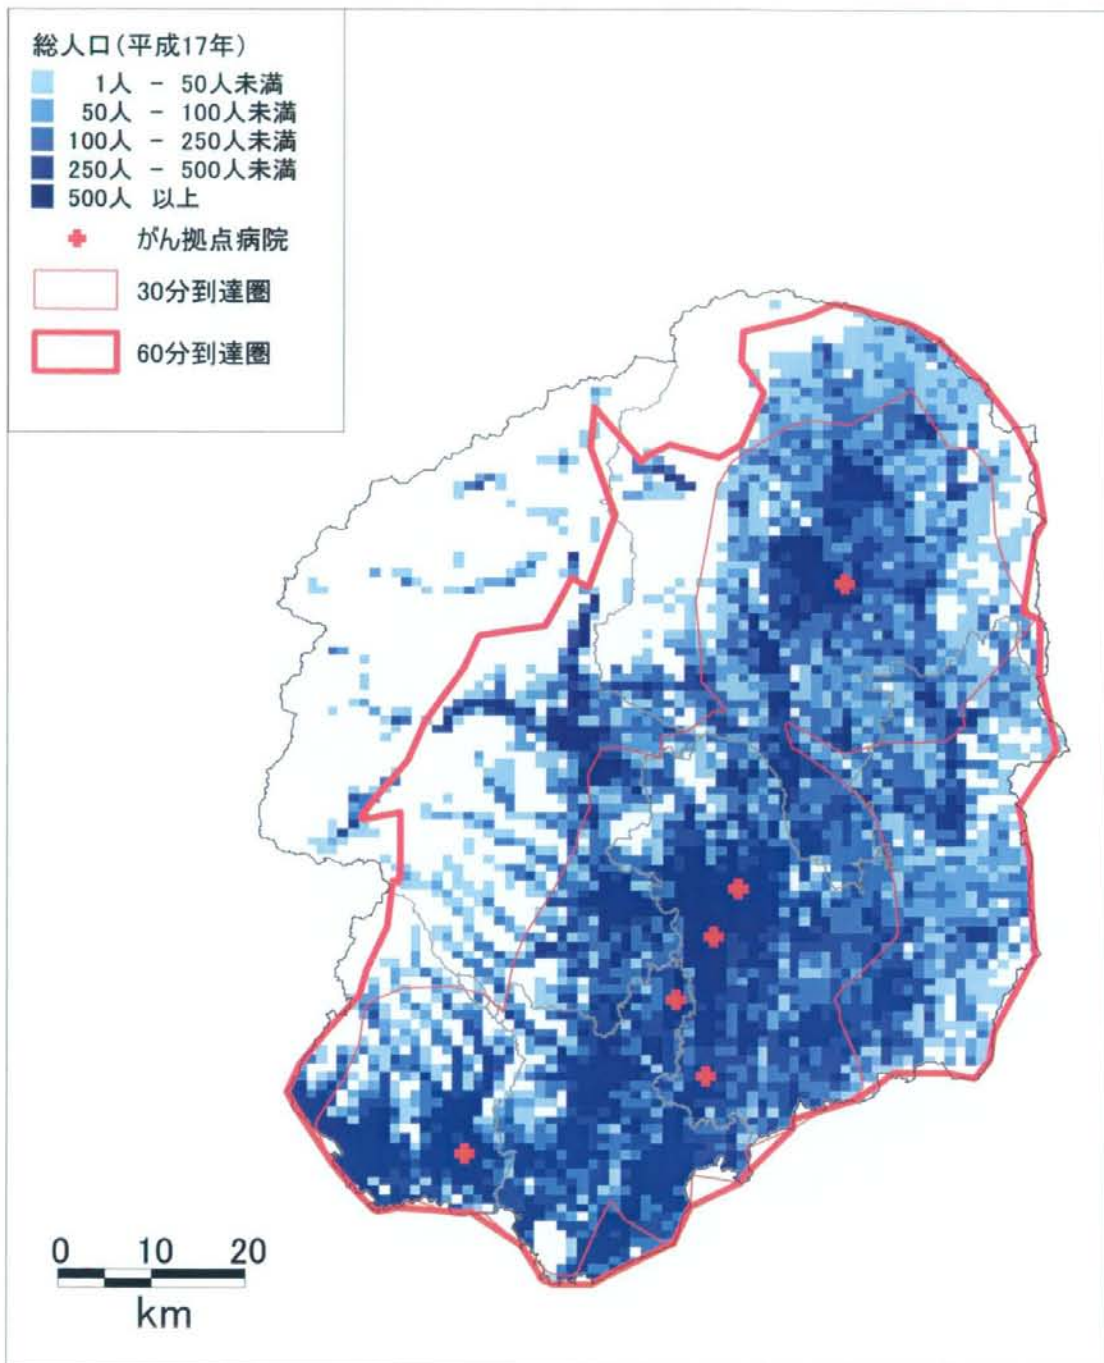 総人口(平成17年)
1人 － 50人未満
50人 － 100人未満
100人 － 250人未満
250人 － 500人未満
500人 以上
がん拠点病院
30分到達圏
60分到達圏
0 10 20
km